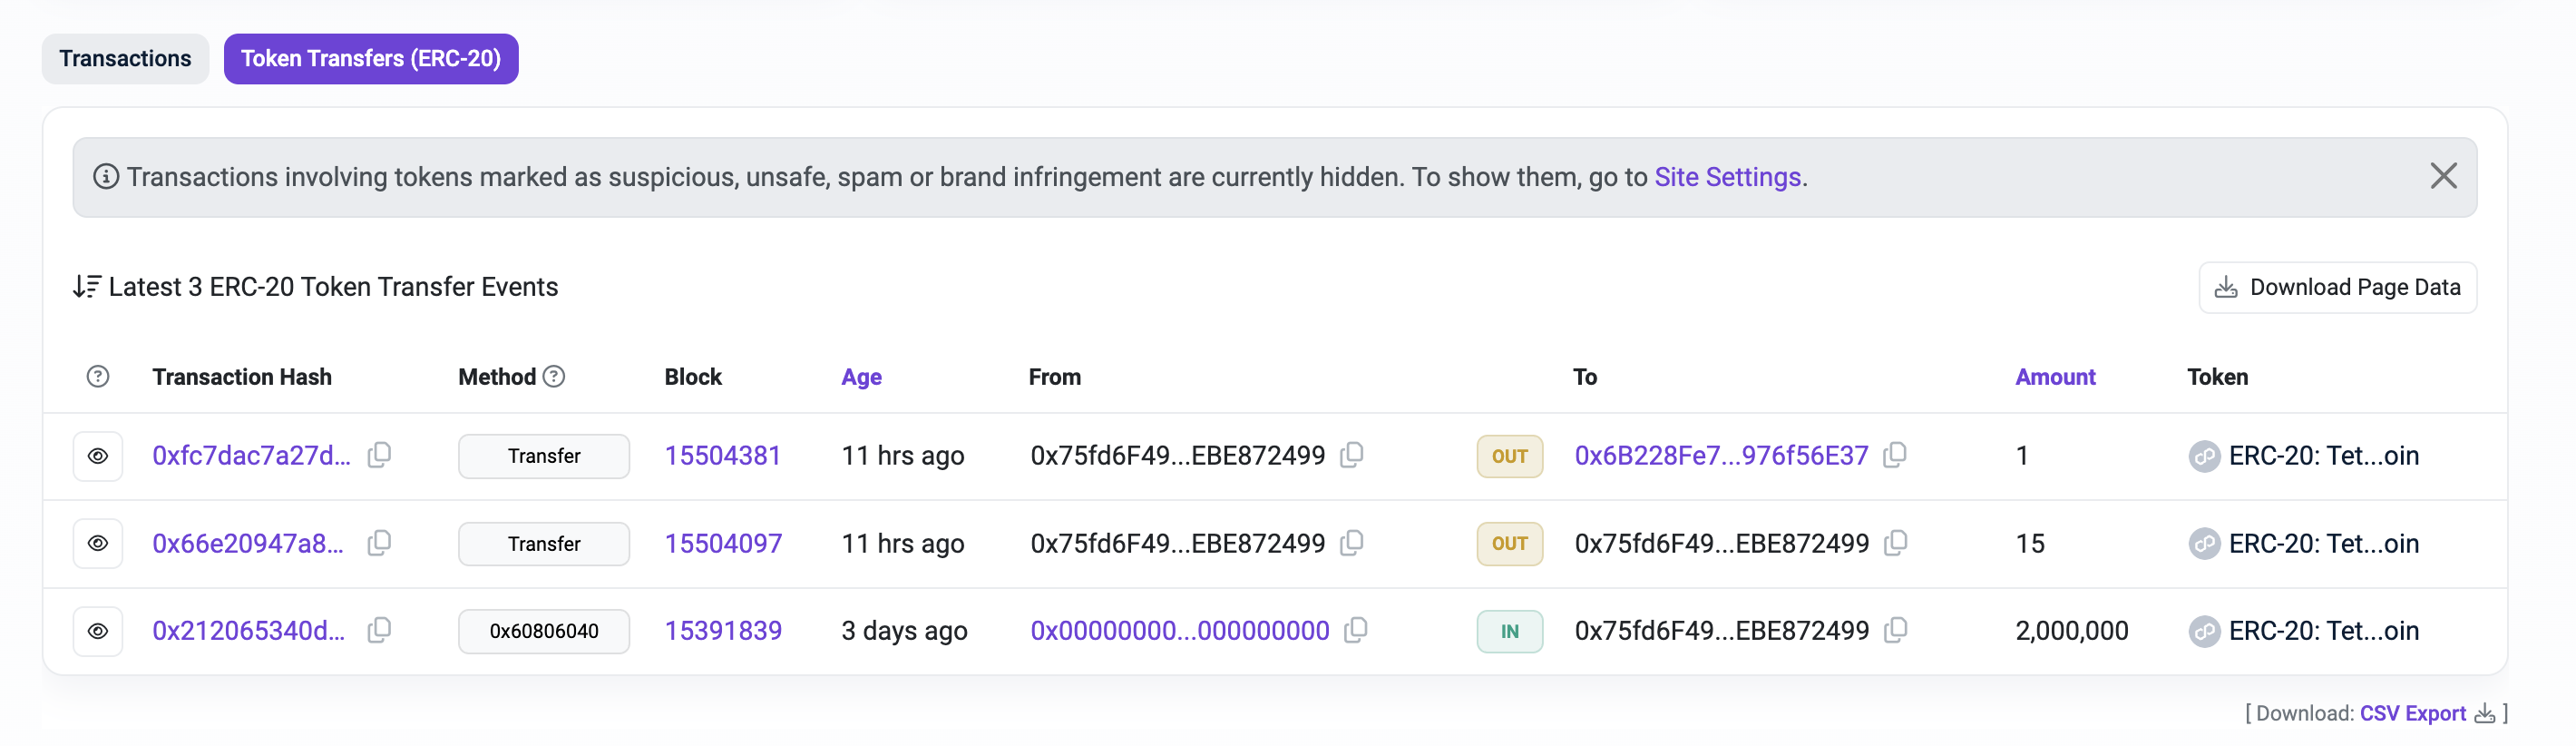 Transactions Token Transfers (ERC-20)
Transactions involving tokens marked as suspicious, unsafe, spam or brand infringement are currently hidden. To show them, go to Site Settings.
Latest 3 ERC-20 Token Transfer Events Download Page Data
Transaction Hash Method Block Age From To Amount Token
0xfc7dac7a27d... Transfer 15504381 11 hrs ago 0x75fd6F49...EBE872499 OUT 0x6B228Fe7...976f56E37 1 ERC-20: Tet...oin
0x66e20947a8... Transfer 15504097 11 hrs ago 0x75fd6F49...EBE872499 OUT 0x75fd6F49...EBE872499 15 ERC-20: Tet...oin
0x212065340d... 0x60806040 15391839 3 days ago 0x00000000...000000000 IN 0x75fd6F49...EBE872499 2,000,000 ERC-20: Tet...oin
[ Download: CSV Export ]